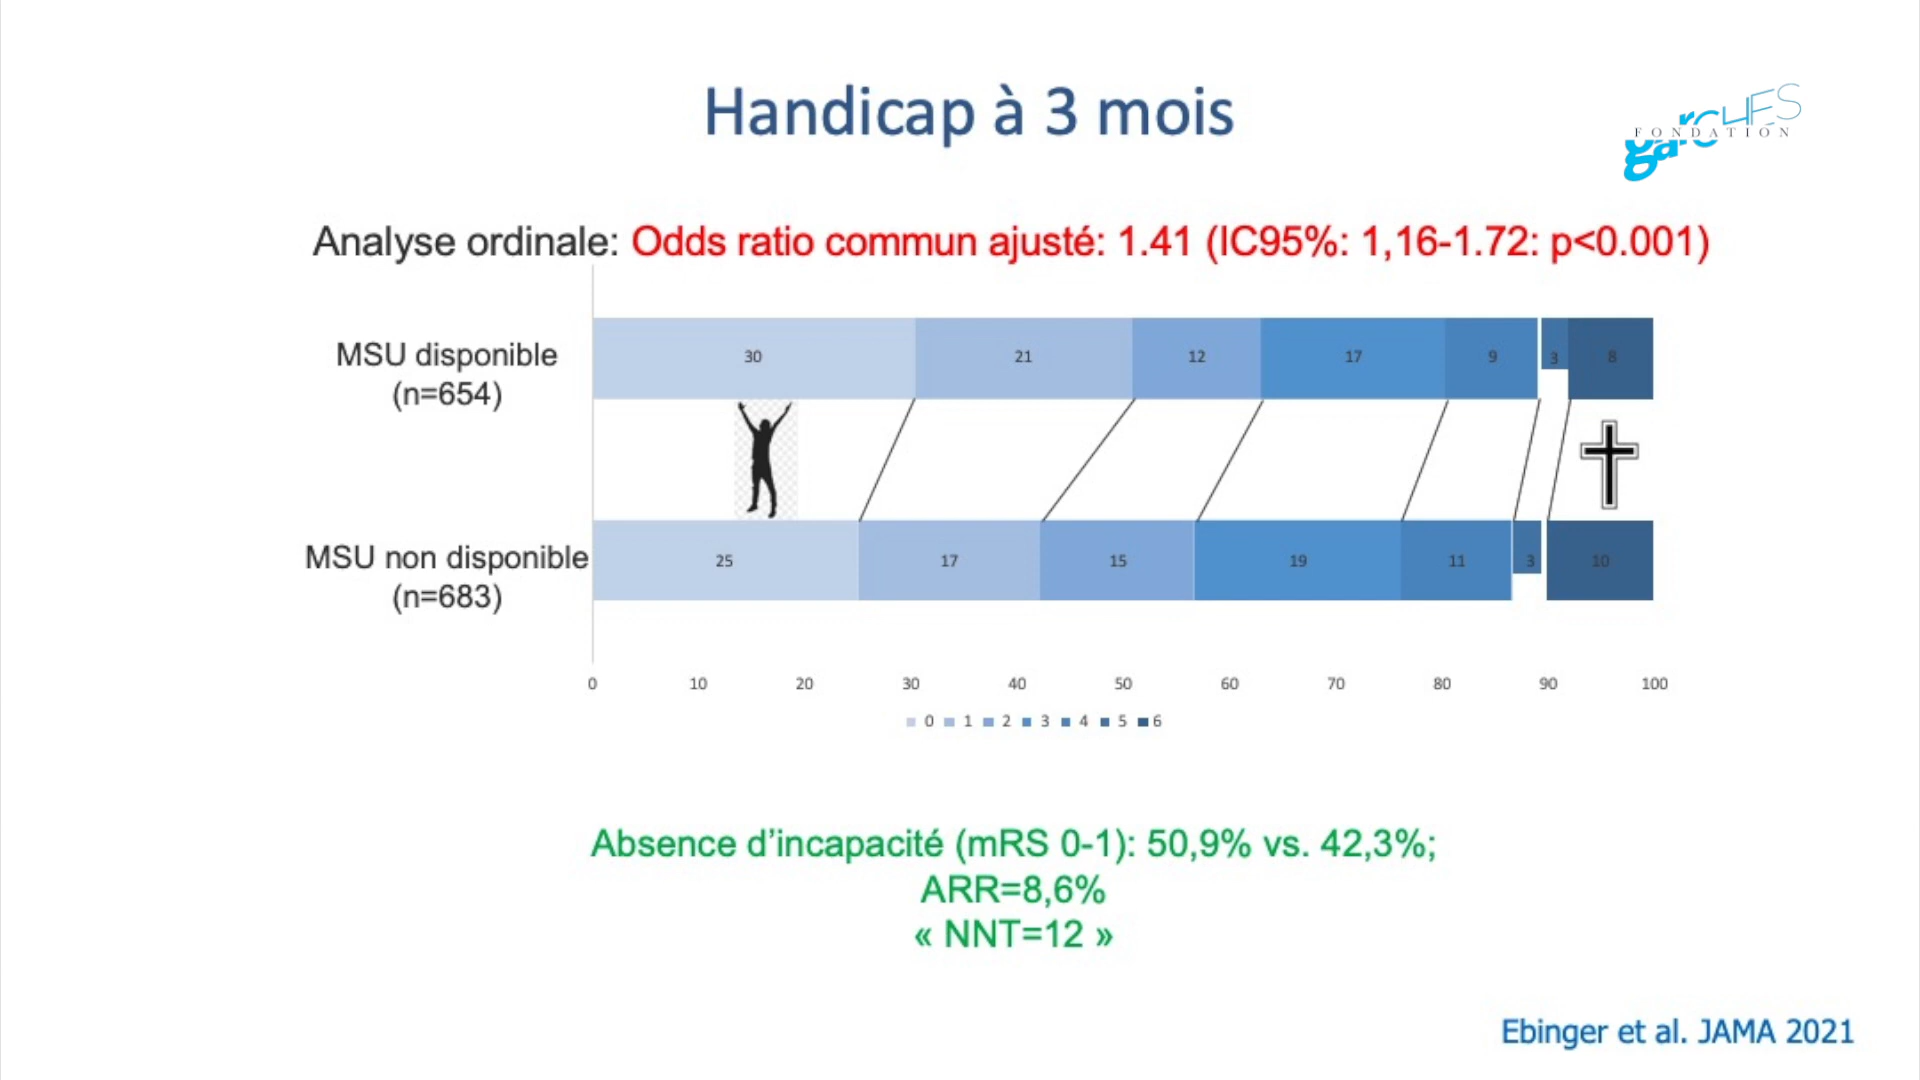 Handicap à 3 mois
garCHES
FONDATION
Analyse ordinale: Odds ratio commun ajusté: 1.41 (IC95%: 1,16-1.72: p<0.001)
MSU disponible
(n=654)
30 21 12 17 9 3 8
MSU non disponible
(n=683)
25 17 15 19 11 3 10
0 10 20 30 40 50 60 70 80 90 100
0 1 2 3 4 5 6
Absence d’incapacité (mRS 0-1): 50,9% vs. 42,3%;
ARR=8,6%
« NNT=12 »
Ebinger et al. JAMA 2021